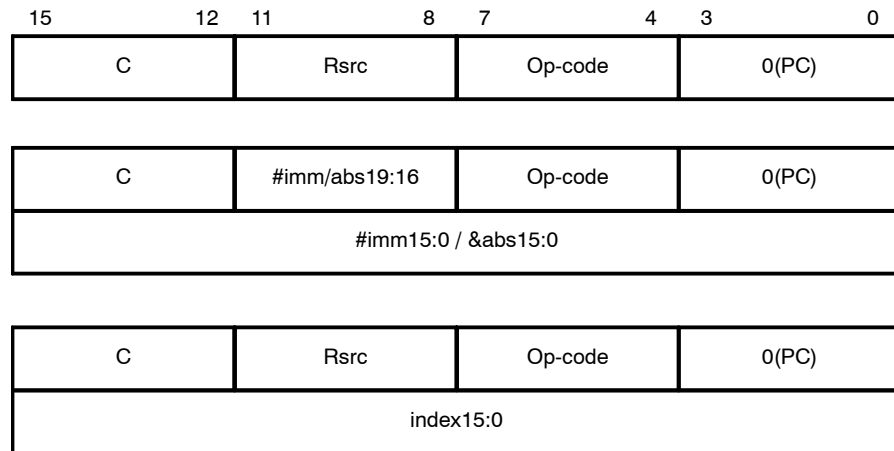 15 12 11 8 7 4 3 0
C Rsrc Op-code 0(PC)
C #imm/abs19:16 Op-code 0(PC)
#imm15:0 / &abs15:0
C Rsrc Op-code 0(PC)
index15:0